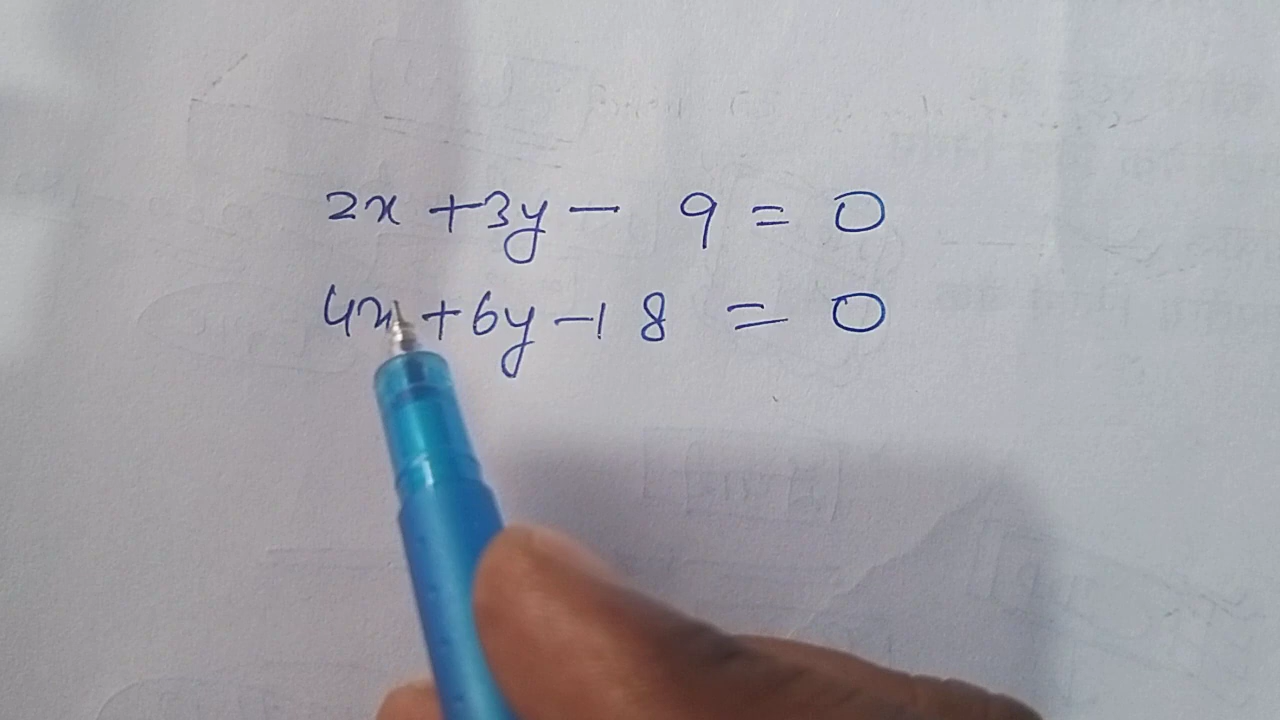 2x + 3y - 9 = 0
4x + 6y - 18 = 0